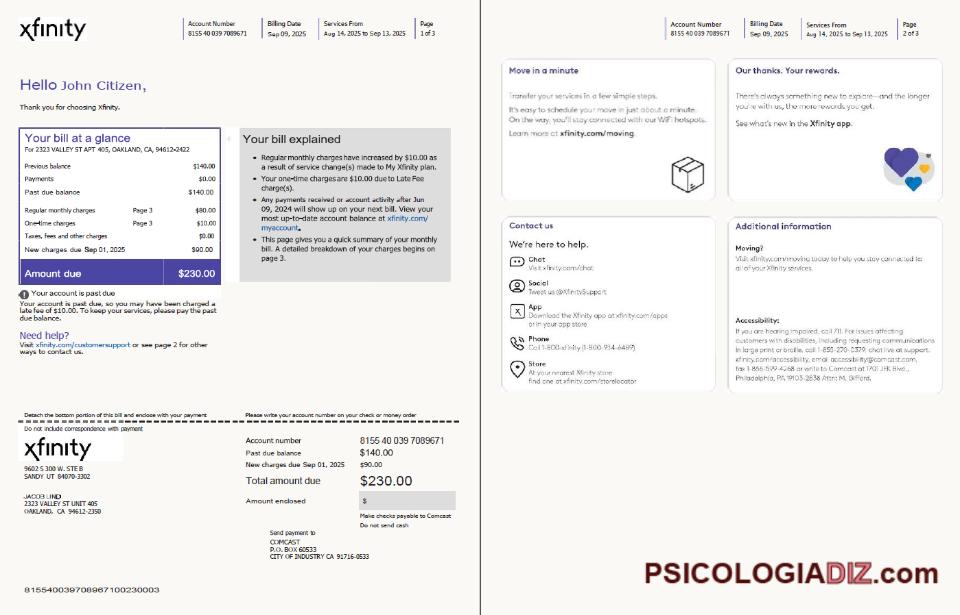 xfinity
Account Number
8155 40 039 7089671
Billing Date
Sep 09, 2025
Services From
Aug 14, 2025 to Sep 13, 2025
Page
1 of 3
Hello John Citizen,
Thank you for choosing Xfinity.
Your bill at a glance
For 2323 VALLEY ST APT 405, OAKLAND, CA, 94612-2422
Previous balance $140.00
Payments $0.00
Past due balance $140.00
Regular monthly charges Page 3 $80.00
One-time charges Page 3 $10.00
Taxes, fees and other charges $0.00
New charges due Sep 01, 2025 $90.00
Amount due $230.00
Your account is past due
Your account is past due, so you may have been charged a
late fee of $10.00. To keep your services, please pay the past
due balance.
Need help?
Visit xfinity.com/customersupport or see page 2 for other
ways to contact us.
Your bill explained
• Regular monthly charges have increased by $10.00 as
a result of service change(s) made to My Xfinity plan.
• Your one-time charges are $10.00 due to Late Fee
charge(s).
• Any payments received or account activity after Jun
09, 2024 will show up on your next bill. View your
most up-to-date account balance at xfinity.com/
myaccount.
• This page gives you a quick summary of your monthly
bill. A detailed breakdown of your charges begins on
page 3.
Detach the bottom portion of this bill and enclose with your payment
Please write your account number on your check or money order
Do not include correspondence with payment
xfinity
9602 S 300 W. STE B
SANDY UT 84070-3302
JACOB LIND
2323 VALLEY ST UNIT 405
OAKLAND, CA 94612-2350
Account number 8155 40 039 7089671
Past due balance $140.00
New charges due Sep 01, 2025 $90.00
Total amount due $230.00
Amount enclosed $
Make checks payable to Comcast
Do not send cash
Send payment to
COMCAST
P.O. BOX 60533
CITY OF INDUSTRY CA 91716-0533
815540039708967100230003
Account Number
8155 40 039 7089671
Billing Date
Sep 09, 2025
Services From
Aug 14, 2025 to Sep 13, 2025
Page
2 of 3
Move in a minute
Transfer your services in a few simple steps.
It's easy to schedule your move in just about a minute.
On the way, you'll stay connected with our WiFi hotspots.
Learn more at xfinity.com/moving.
Our thanks. Your rewards.
There's always something new to explore—and the longer
you're with us, the more rewards you get.
See what's new in the Xfinity app.
Contact us
We're here to help.
Chat
Visit xfinity.com/chat
Social
Tweet us @XfinitySupport
App
X
Download the Xfinity app at xfinity.com/apps
or in your app store
Phone
Call 1-800-xfinity (1-800-934-6489)
Store
At your nearest Xfinity store
find one at xfinity.com/storelocator
Additional information
Moving?
Visit xfinity.com/moving today to help you stay connected to
all of your Xfinity services.
Accessibility:
If you are hearing impaired, call 711. For issues affecting
customers with disabilities, including requesting communications
in large print or braille, call 1-855-270-0379, chat live at support.
xfinity.com/accessibility, email accessibility@comcast.com,
fax 1-866-599-4268 or write to Comcast at 1701 JFK Blvd.,
Philadelphia, PA 19103-2838 Attn: M. Gifford.
PSICOLOGIADIZ.com